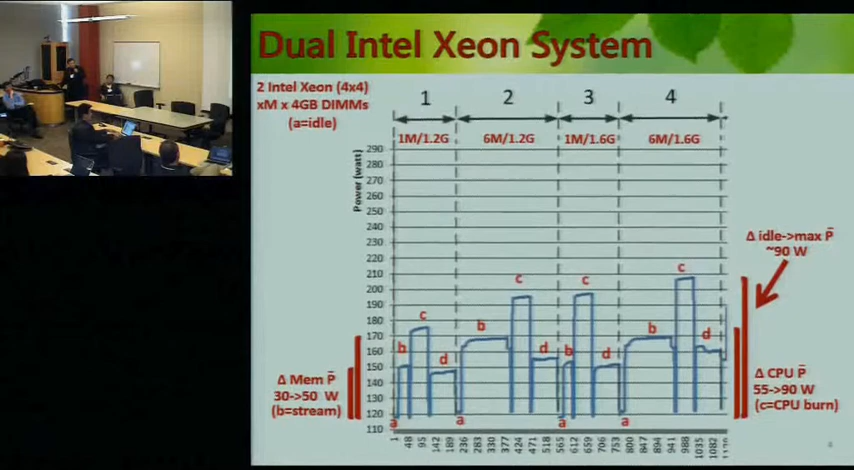 Dual Intel Xeon System
2 Intel Xeon (4x4)
xM x 4GB DIMMs
(a=idle)
1 2 3 4
1M/1.2G 6M/1.2G 1M/1.6G 6M/1.6G
Power (watt)
290
280
270
260
250
240
230
220
210
200
190
180
170
160
150
140
130
120
110
a b c d
a b c d
a b c d
a b c d
1 48 95 142 189 236 283 330 377 424 471 518 565 612 659 706 753 800 847 894 941 988 1035 1082
Δ Mem P̄
30->50 W
(b=stream)
Δ idle->max P̄
~90 W
Δ CPU P̄
55->90 W
(c=CPU burn)